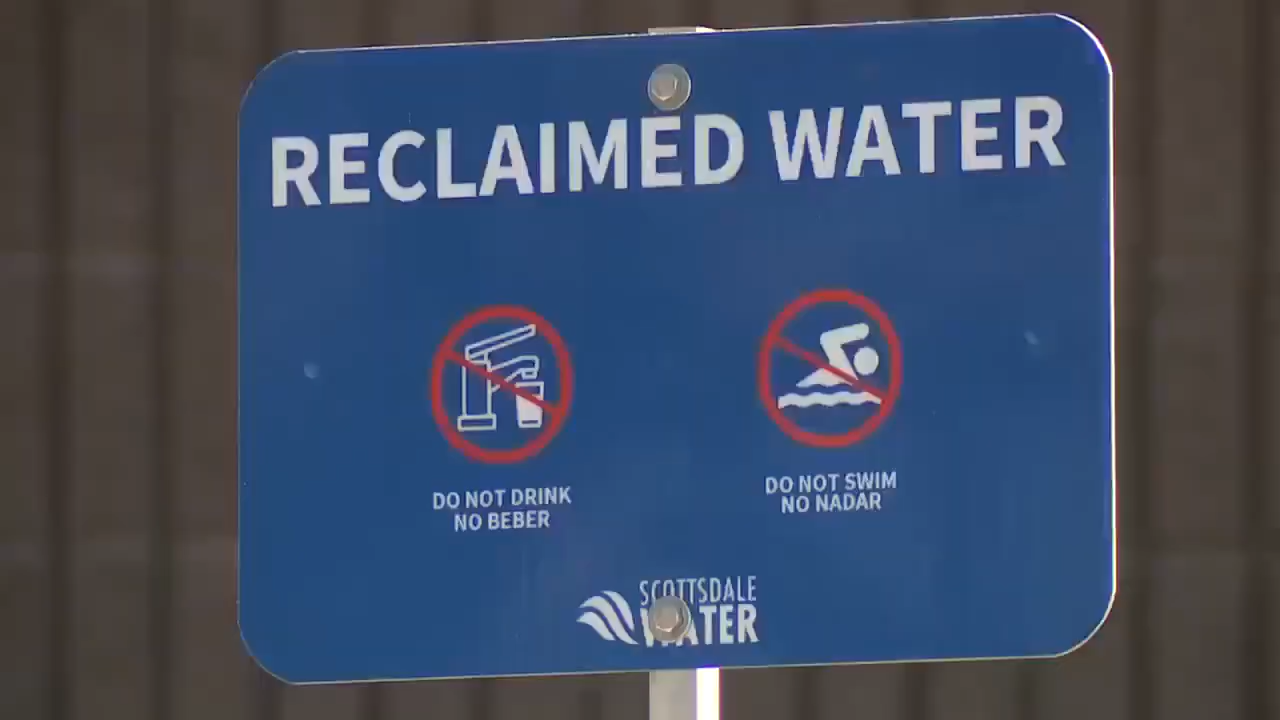 RECLAIMED WATER
DO NOT DRINK
NO BEBER
DO NOT SWIM
NO NADAR
SCOTTSDALE
WATER